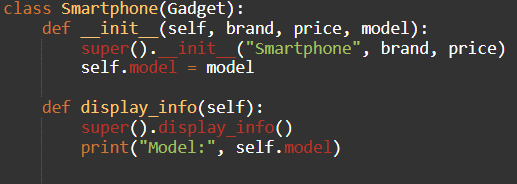 class Smartphone(Gadget):
    def __init__(self, brand, price, model):
        super().__init__("Smartphone", brand, price)
        self.model = model

    def display_info(self):
        super().display_info()
        print("Model:", self.model)